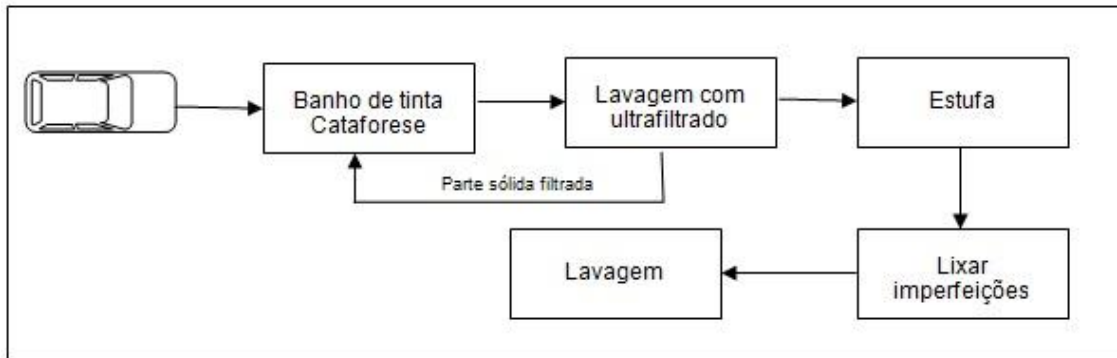 Banho de tinta
Cataforese
Lavagem com
ultrafiltrado
Estufa
Parte sólida filtrada
Lavagem
Lixar
imperfeições